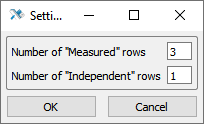 Setti...
Number of "Measured" rows 3
Number of "Independent" rows 1
OK Cancel